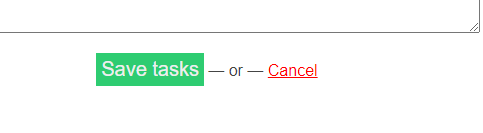 Save tasks — or — Cancel